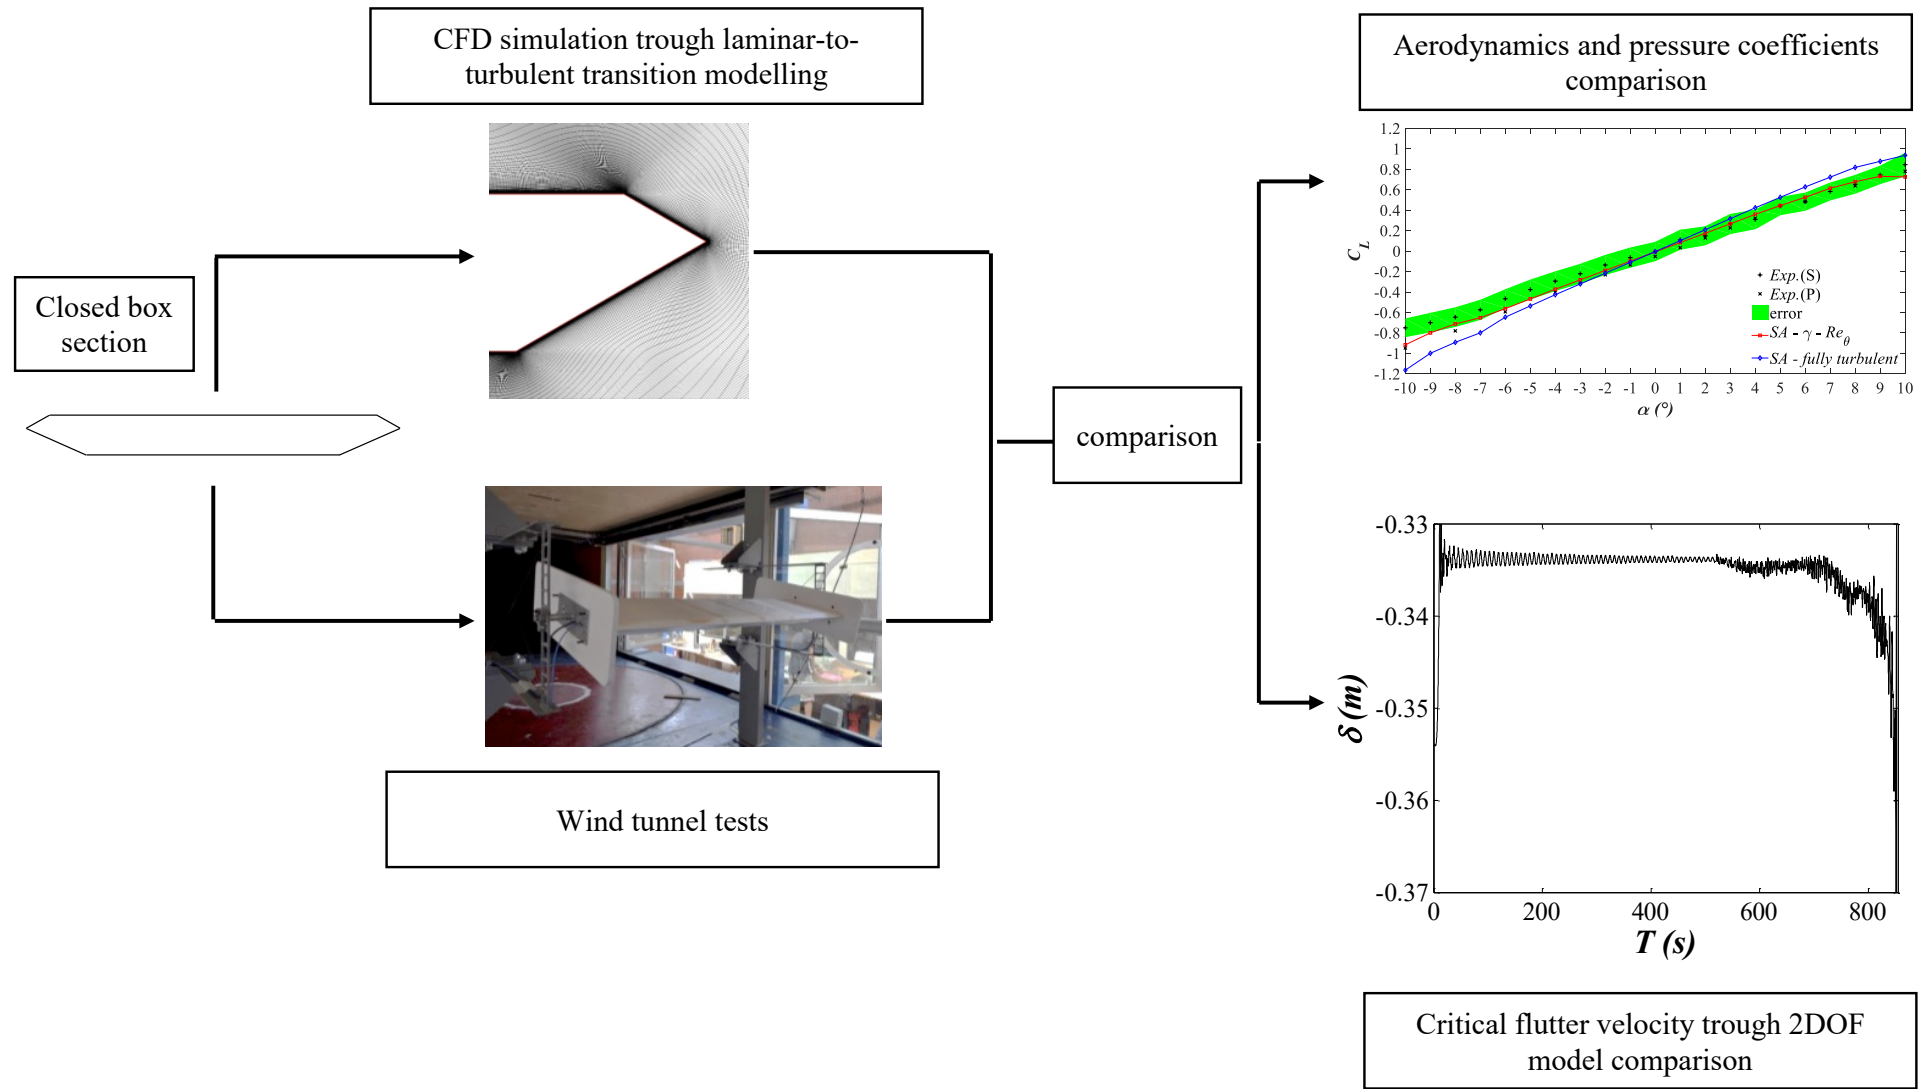 CFD simulation trough laminar-to-
turbulent transition modelling
Closed box
section
Wind tunnel tests
comparison
Aerodynamics and pressure coefficients
comparison
1.2
1
0.8
0.6
0.4
0.2
0
-0.2
-0.4
-0.6
-0.8
-1
-1.2
C_L
-10 -9 -8 -7 -6 -5 -4 -3 -2 -1 0 1 2 3 4 5 6 7 8 9 10
α (°)
Exp.(S)
Exp.(P)
error
SA - γ - Re_θ
SA - fully turbulent
-0.33
-0.34
-0.35
-0.36
-0.37
δ (m)
0 200 400 600 800
T (s)
Critical flutter velocity trough 2DOF
model comparison